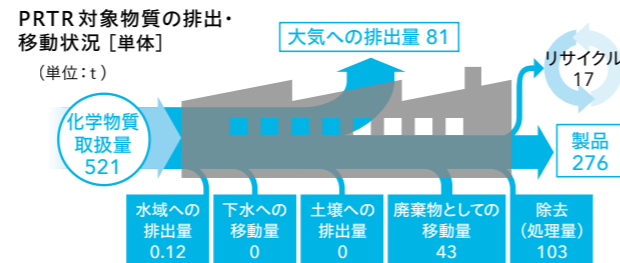 PRTR対象物質の排出・
移動状況［単体］
（単位：t）
大気への排出量 81
リサイクル
17
化学物質
取扱量
521
製品
276
水域への
排出量
0.12
下水への
移動量
0
土壌への
排出量
0
廃棄物としての
移動量
43
除去
（処理量）
103